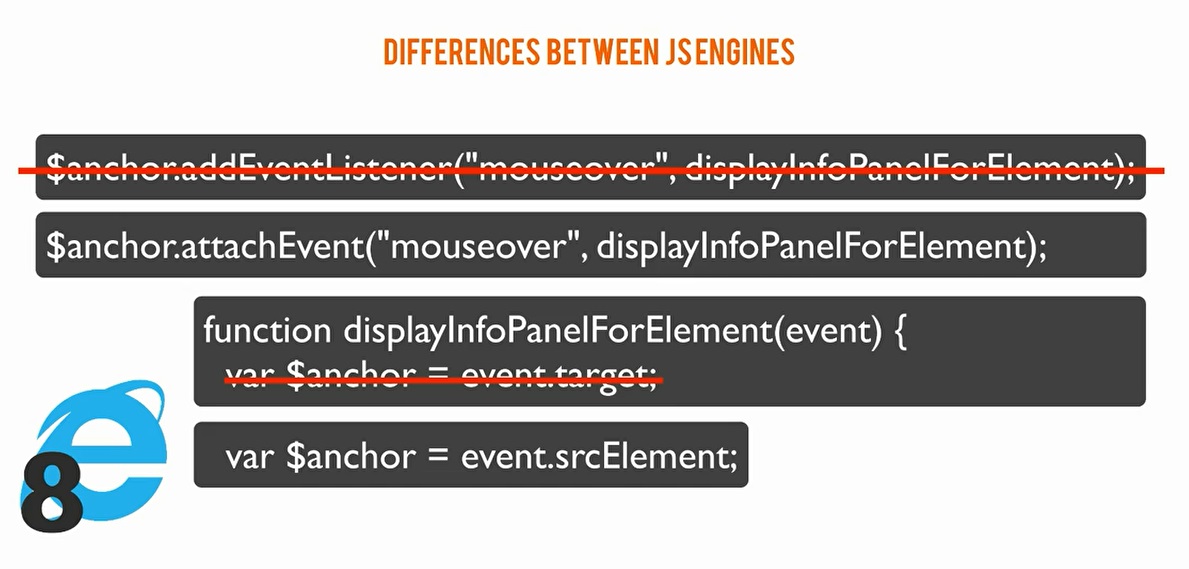 DIFFERENCES BETWEEN JS ENGINES
$anchor.addEventListener("mouseover", displayInfoPanelForElement);
$anchor.attachEvent("mouseover", displayInfoPanelForElement);
function displayInfoPanelForElement(event) {
var $anchor = event.target;
var $anchor = event.srcElement;
8